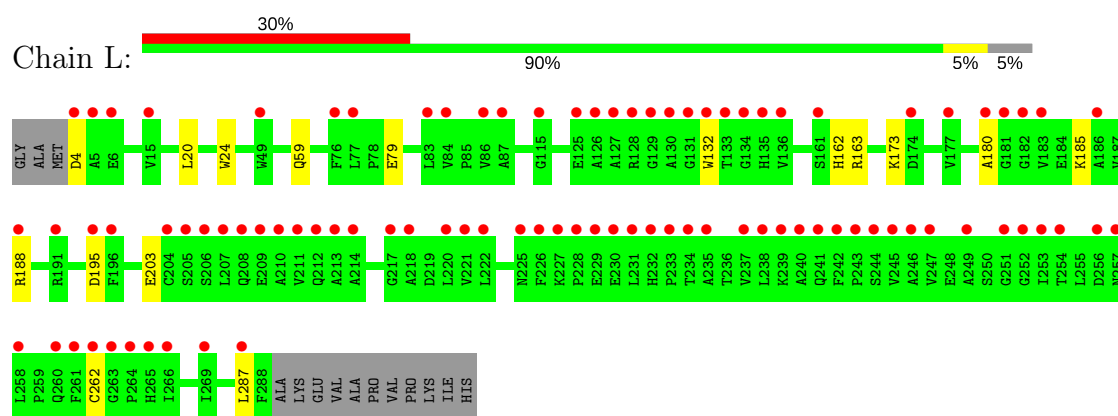 30%
Chain L:
90% 5% 5%
GLY ALA MET D4 A5 E6 V15 L20 W24 W49 Q59 F76 L77 P78 E79 L83 V84 P85 V86 A87 G115 E125 A126 A127 R128 G129 A130 G131 W132 T133 G134 H135 V136 S161 H162 R163 K173 D174 V177 A180 G181 G182 V183 E184 K185 A186 V187
R188 R191 D195 F196 E203 C204 S205 S206 L207 Q208 E209 A210 V211 Q212 A213 A214 G217 A218 D219 L220 V221 L222 N225 F226 K227 P228 E229 E230 L231 H232 P233 T234 A235 T236 V237 L238 K239 A240 Q241 F242 P243 S244 V245 A246 V247 E248 A249 S250 G251 G252 I253 T254 L255 D256 N257
L258 P259 Q260 F261 C262 G263 P264 H265 I266 I269 L287 F288 ALA LYS GLU VAL ALA PRO VAL PRO LYS ILE HIS